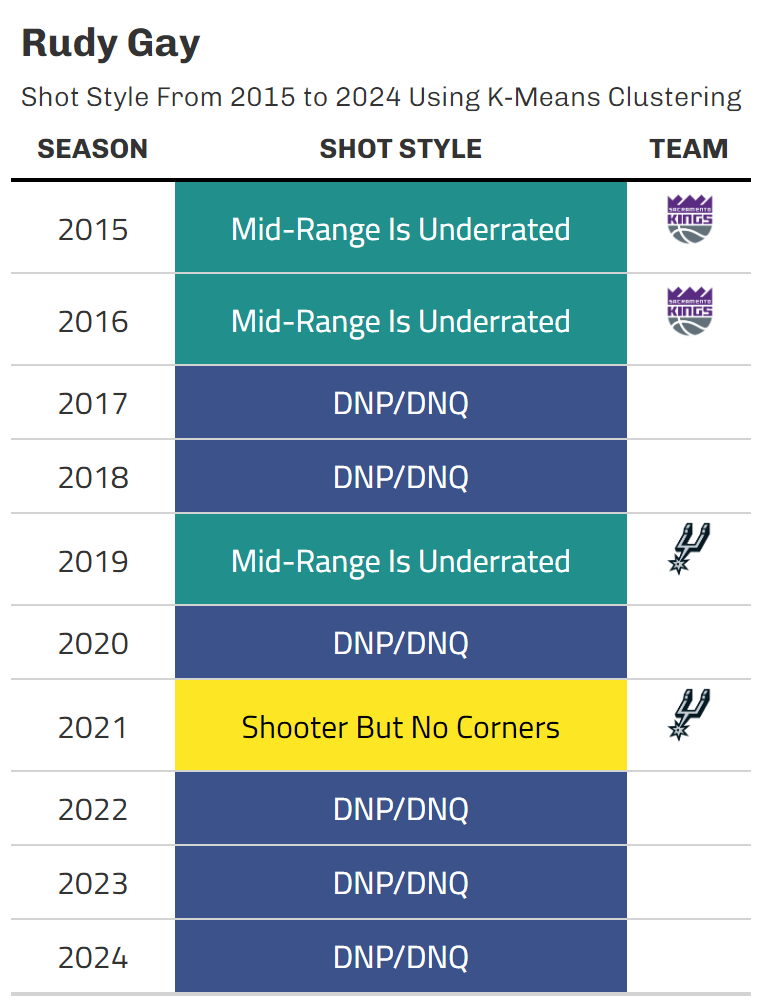 Rudy Gay
Shot Style From 2015 to 2024 Using K-Means Clustering
SEASON SHOT STYLE TEAM
2015 Mid-Range Is Underrated SACRAMENTO KINGS
2016 Mid-Range Is Underrated SACRAMENTO KINGS
2017 DNP/DNQ
2018 DNP/DNQ
2019 Mid-Range Is Underrated
2020 DNP/DNQ
2021 Shooter But No Corners
2022 DNP/DNQ
2023 DNP/DNQ
2024 DNP/DNQ